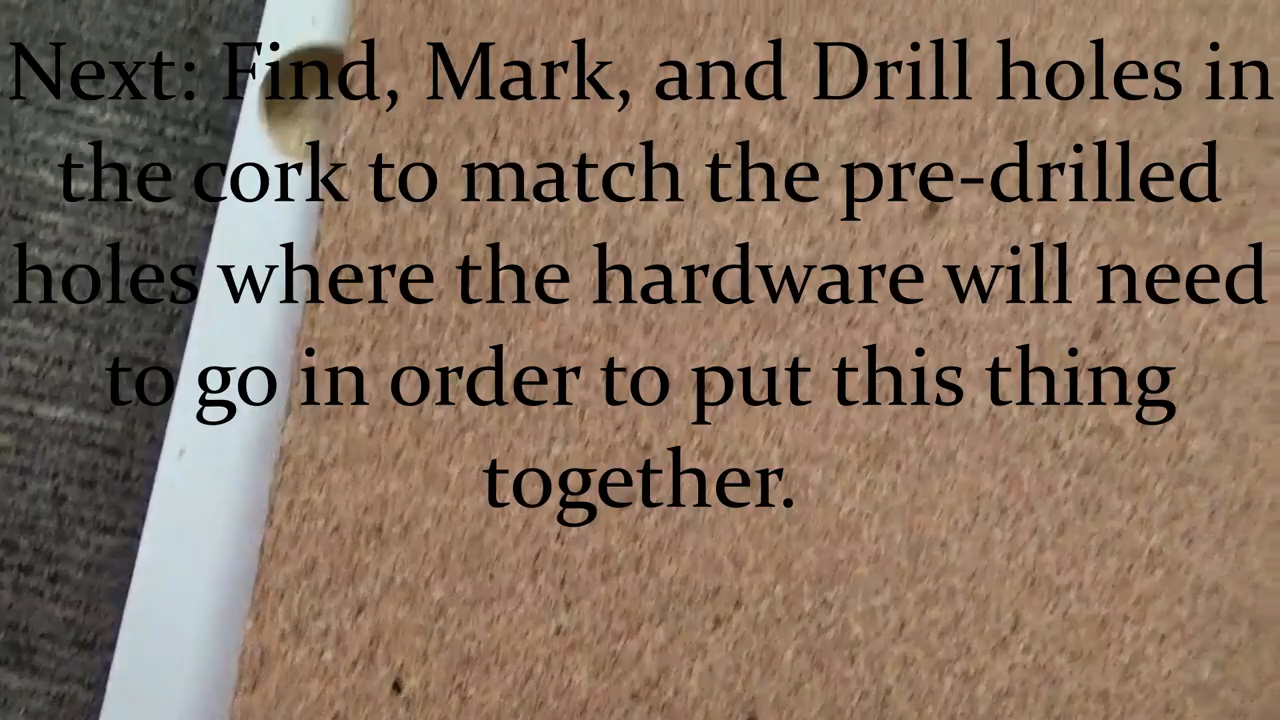 Next: Find, Mark, and Drill holes in
the cork to match the pre-drilled
holes where the hardware will need
to go in order to put this thing
together.